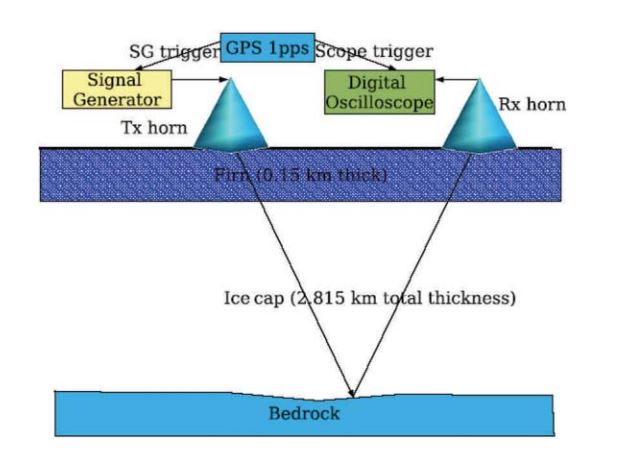 SG trigger GPS 1pps Scope trigger
Signal
Generator
Digital
Oscilloscope
Tx horn
Rx horn
Firn (0.15 km thick)
Ice cap (2.815 km total thickness)
Bedrock